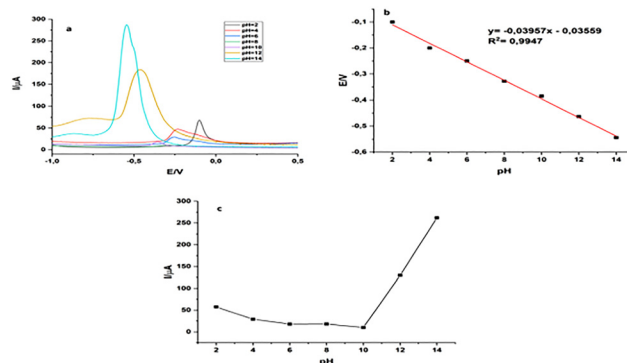 a
pH=2
pH=4
pH=6
pH=8
pH=10
pH=12
pH=14
300
250
200
150
100
50
0
I/µA
-1,0
-0,5
0,0
0,5
E/V
b
y= -0,03957x - 0,03559
R²= 0,9947
-0,1
-0,2
-0,3
-0,4
-0,5
-0,6
E/V
2
4
6
8
10
12
14
pH
c
300
250
200
150
100
50
0
I/µA
2
4
6
8
10
12
14
pH